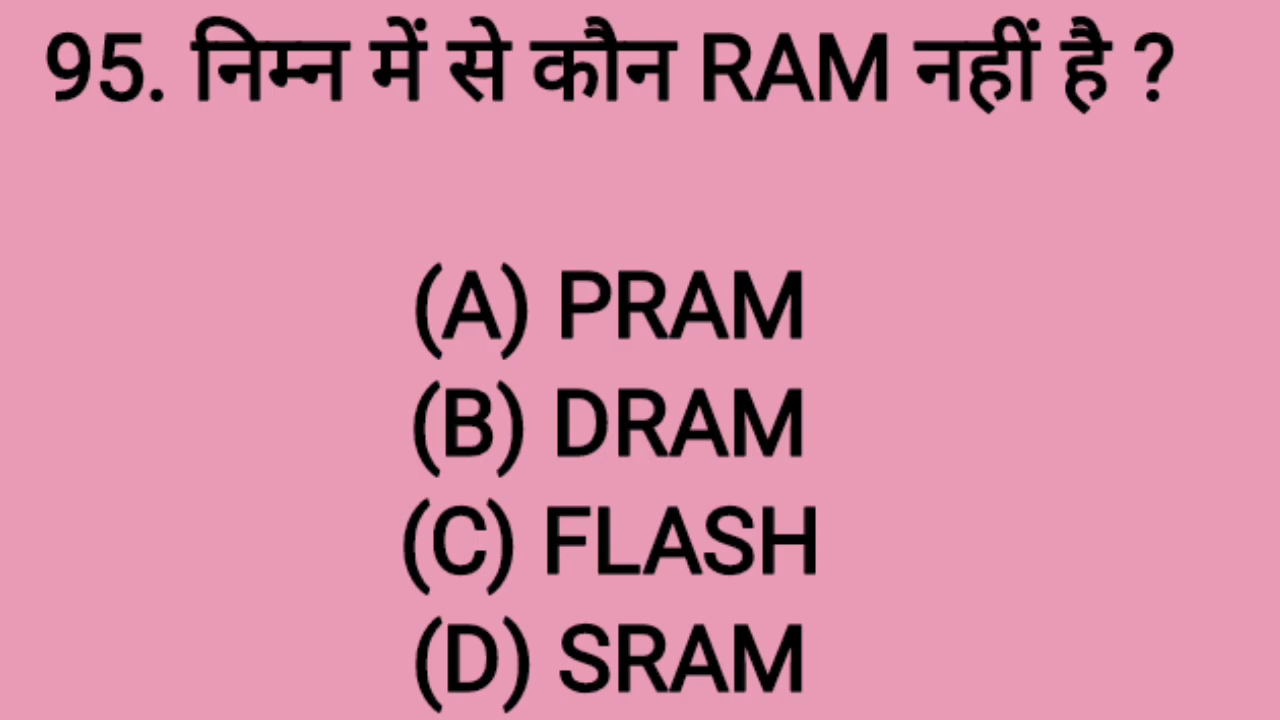 95. निम्न में से कौन RAM नहीं है ?
(A) PRAM
(B) DRAM
(C) FLASH
(D) SRAM